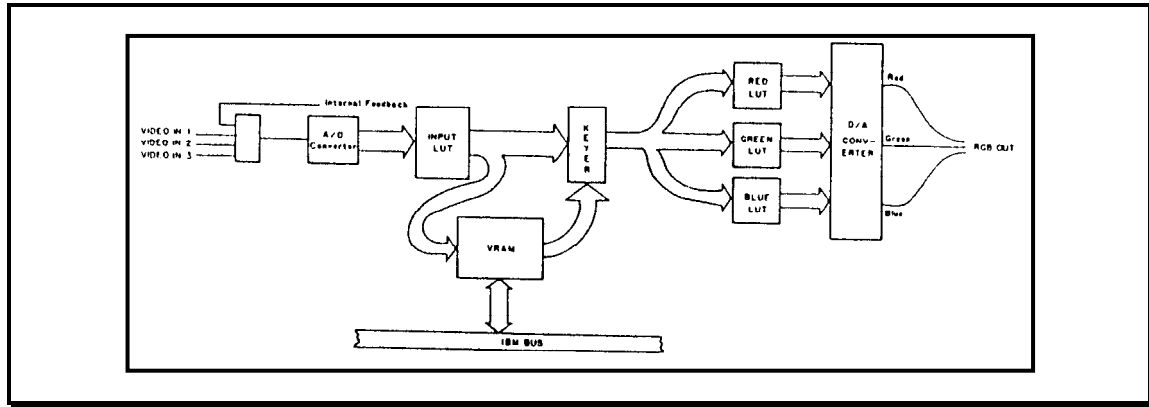 Internal Feedback
VIDEO IN 1
VIDEO IN 2
VIDEO IN 3
A/D
Convertor
INPUT
LUT
KEYER
VRAM
IBM BUS
RED
LUT
GREEN
LUT
BLUE
LUT
D/A
CONV-
ERTER
Red
Green
Blue
RGB OUT